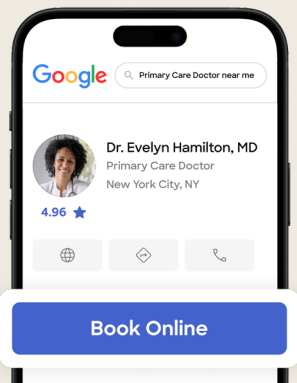 Google
Primary Care Doctor near me
Dr. Evelyn Hamilton, MD
Primary Care Doctor
New York City, NY
4.96
Book Online